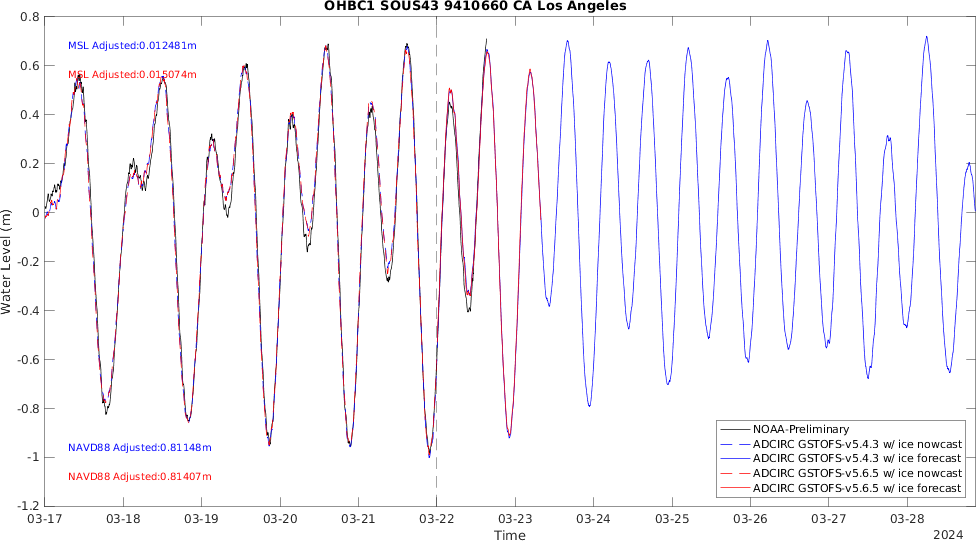 OHBC1 SOUS43 9410660 CA Los Angeles
0.8
0.6
0.4
0.2
0
-0.2
-0.4
-0.6
-0.8
-1
-1.2
Water Level (m)
MSL Adjusted:0.012481m
MSL Adjusted:0.015074m
NAVD88 Adjusted:0.81148m
NAVD88 Adjusted:0.81407m
NOAA-Preliminary
ADCIRC GSTOFS-v5.4.3 w/ ice nowcast
ADCIRC GSTOFS-v5.4.3 w/ ice forecast
ADCIRC GSTOFS-v5.6.5 w/ ice nowcast
ADCIRC GSTOFS-v5.6.5 w/ ice forecast
03-17 03-18 03-19 03-20 03-21 03-22 03-23 03-24 03-25 03-26 03-27 03-28
Time
2024